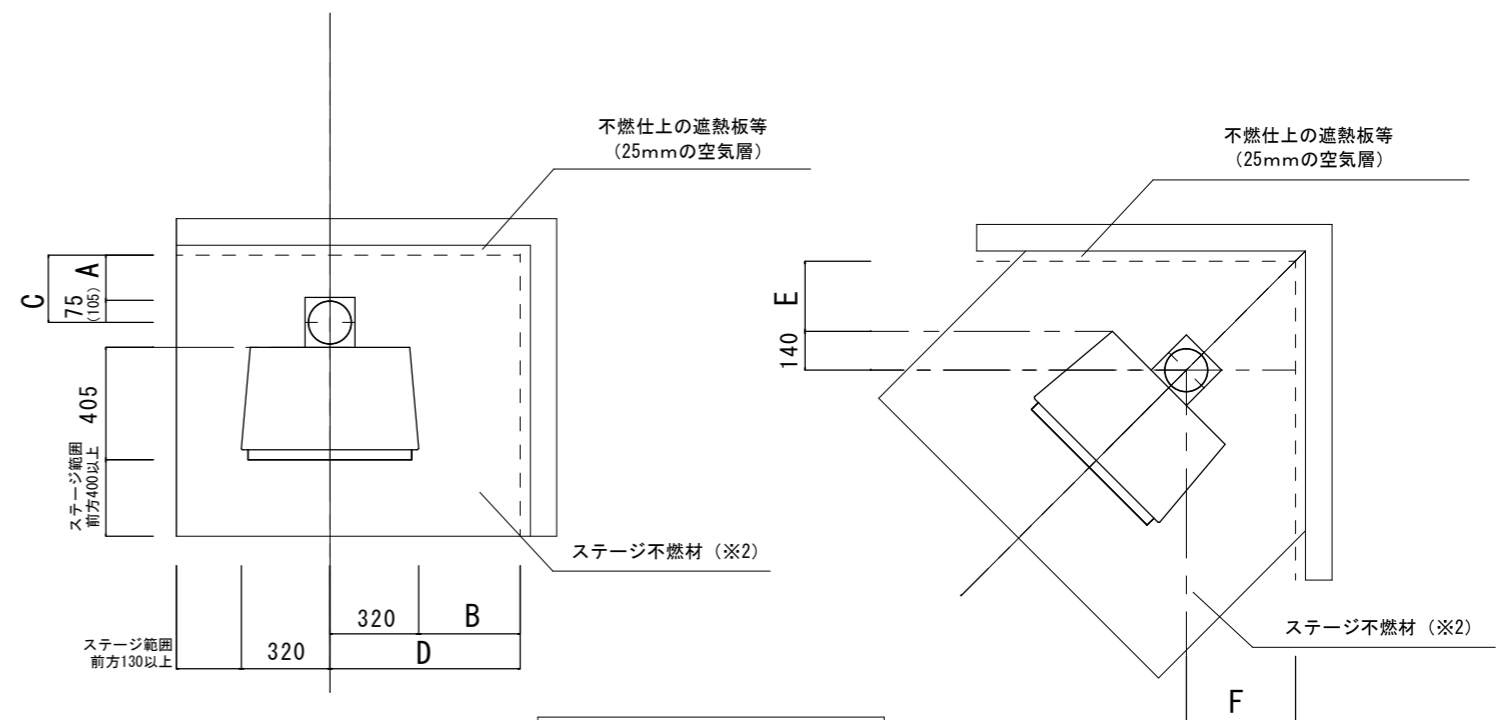 不燃仕上の遮熱板等
（25mmの空気層）
C
A
75
(105)
405
ステージ範囲
前方400以上
ステージ不燃材（※2）
320
B
ステージ範囲
前方130以上
320
D
不燃仕上の遮熱板等
（25mmの空気層）
E
140
ステージ不燃材（※2）
F